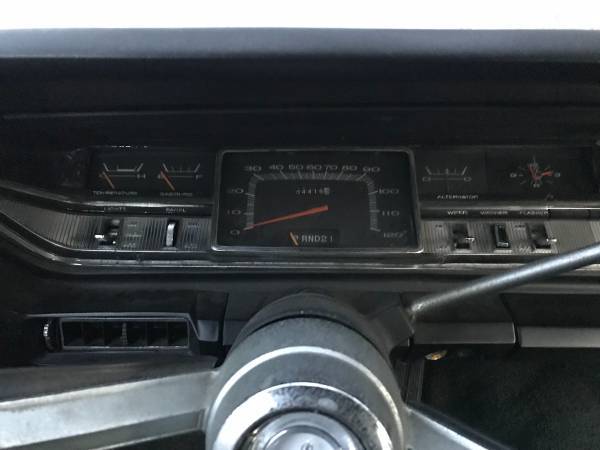 30 40 50 60 70 80 90
20 100
10 110
0 120
TEMPERATURE H
GASOLINE F
ALTERNATOR
D C
LIGHTS PANEL
WIPER WASHER FLASHER
RND21